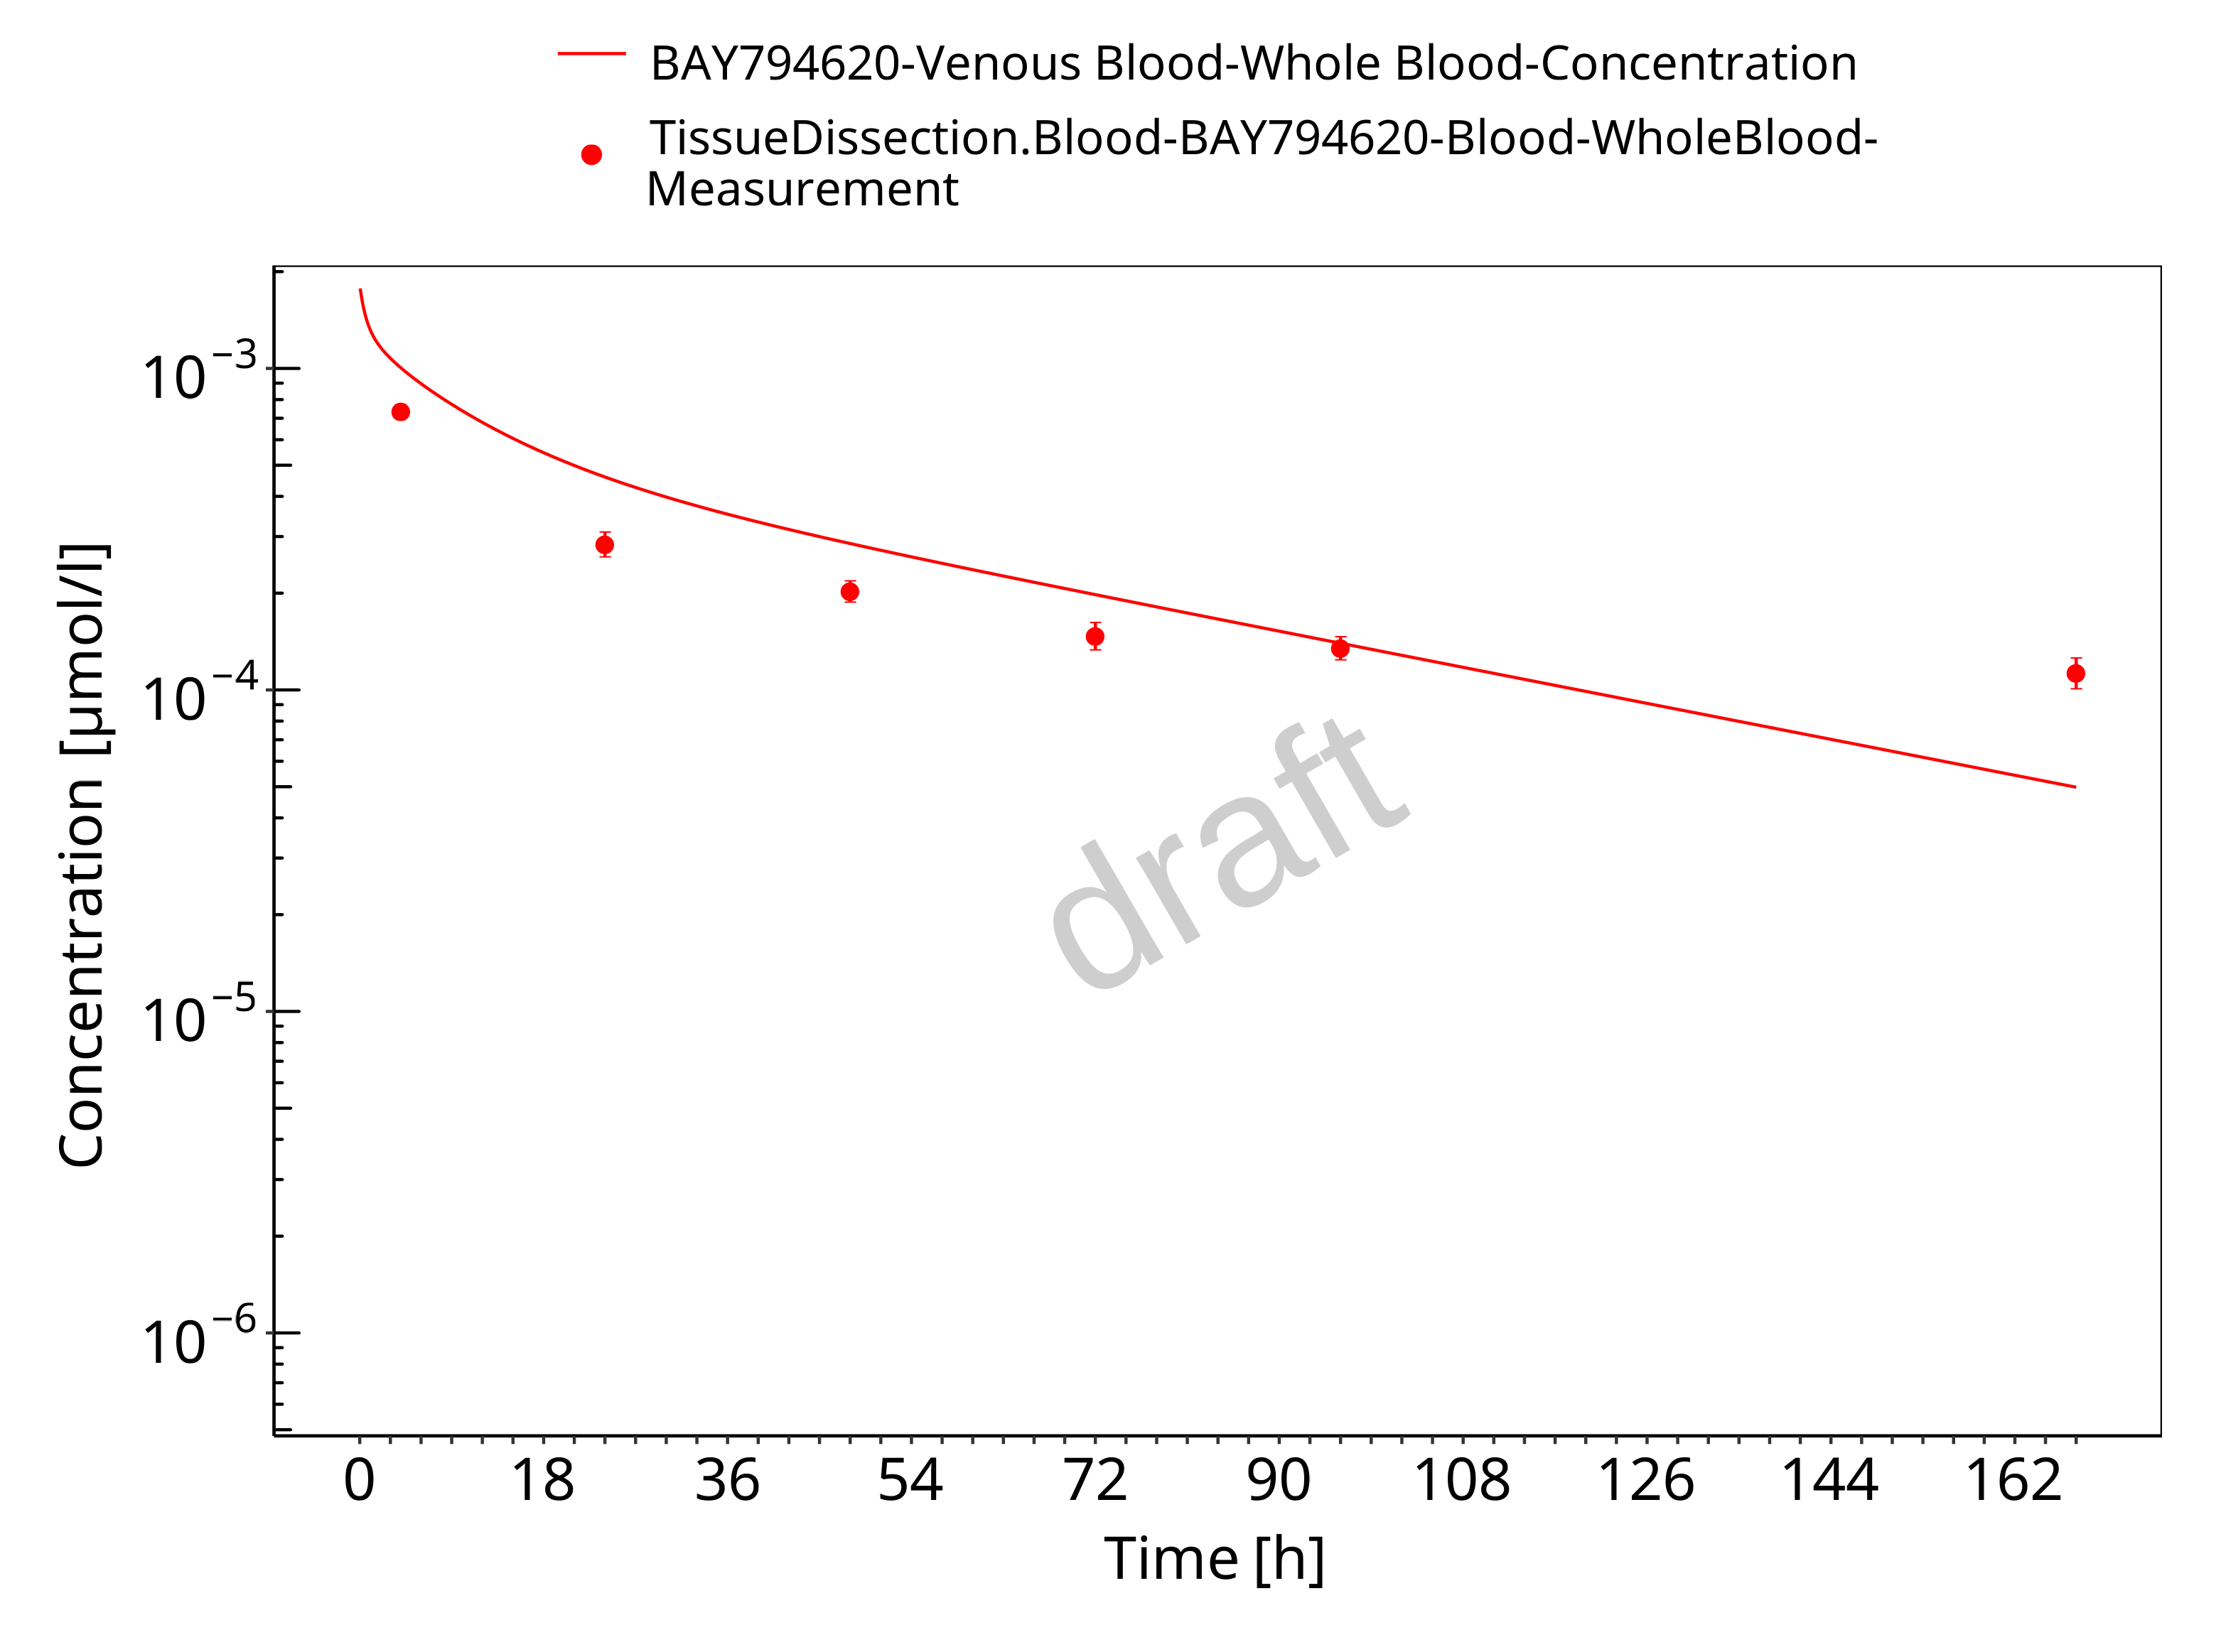 BAY794620-Venous Blood-Whole Blood-Concentration
TissueDissection.Blood-BAY794620-Blood-WholeBlood-
Measurement
Concentration [µmol/l]
10⁻³
10⁻⁴
10⁻⁵
10⁻⁶
draft
0 18 36 54 72 90 108 126 144 162
Time [h]